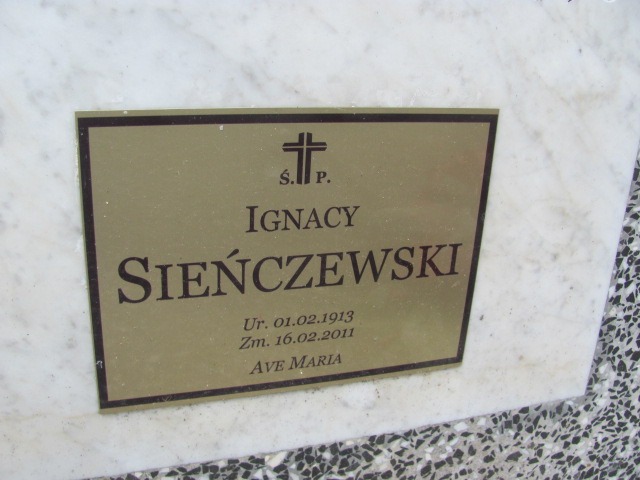 Ś. P.
IGNACY
SIEŃCZEWSKI
Ur. 01.02.1913
Zm. 16.02.2011
AVE MARIA